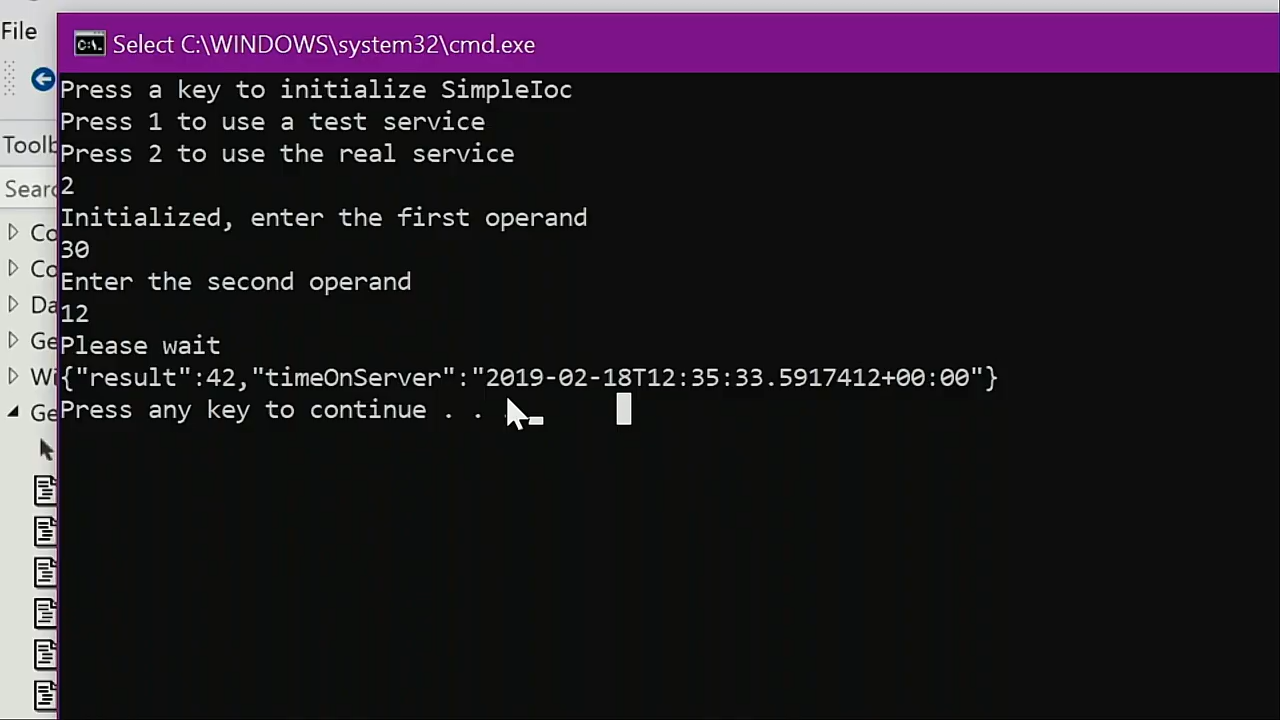 File
Select C:\WINDOWS\system32\cmd.exe
Press a key to initialize SimpleIoc
Press 1 to use a test service
Press 2 to use the real service
2
Initialized, enter the first operand
30
Enter the second operand
12
Please wait
{"result":42,"timeOnServer":"2019-02-18T12:35:33.5917412+00:00"}
Press any key to continue . . .
Toolb
Searc
Co
Co
Da
Ge
Wi
Ge